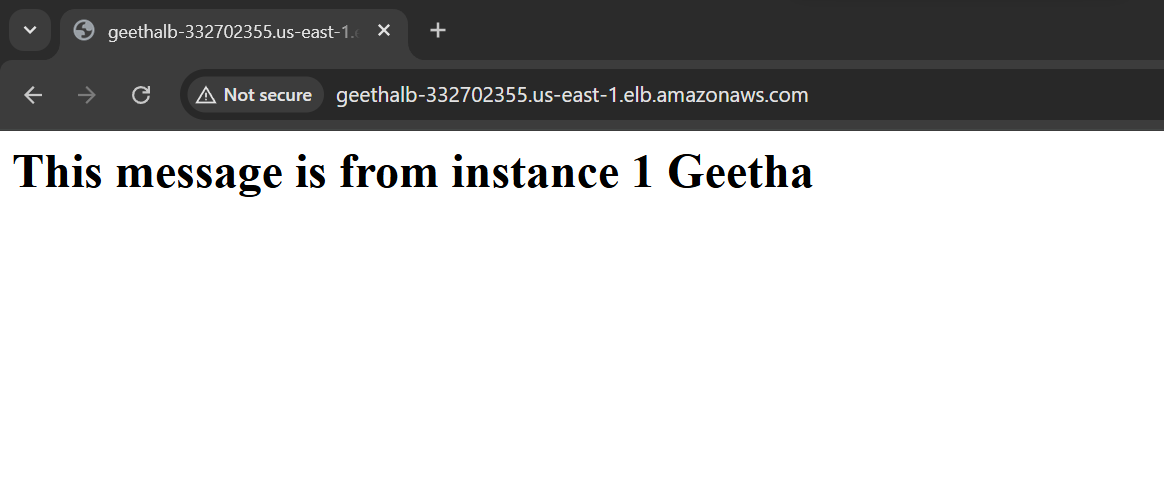 geethalb-332702355.us-east-1.
Not secure
geethalb-332702355.us-east-1.elb.amazonaws.com
This message is from instance 1 Geetha